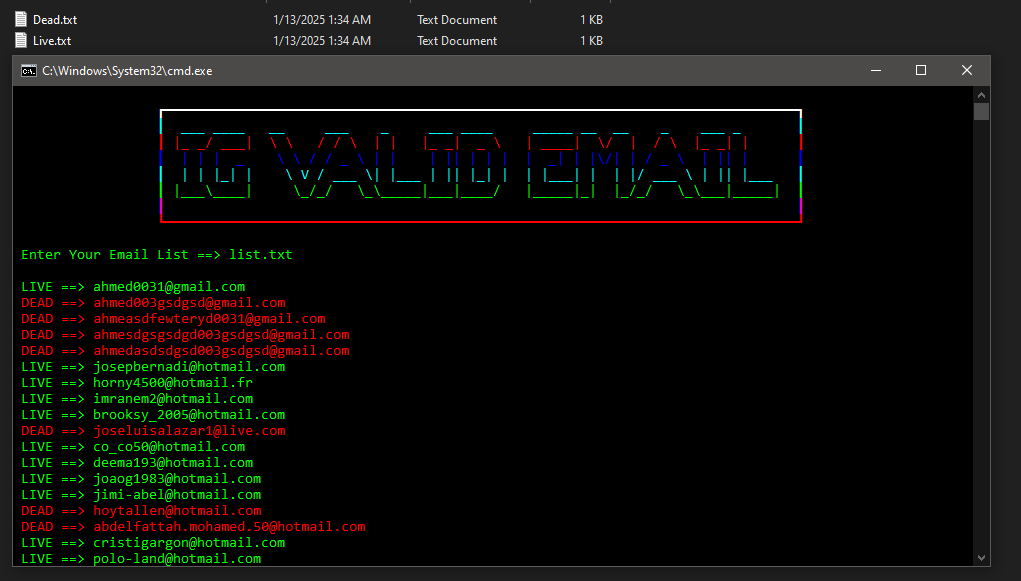 Dead.txt 1/13/2025 1:34 AM Text Document 1 KB
Live.txt 1/13/2025 1:34 AM Text Document 1 KB
C:\Windows\System32\cmd.exe
IG VALID EMAIL
Enter Your Email List ==> list.txt
LIVE ==> ahmed0031@gmail.com
DEAD ==> ahmed003gsdgsd@gmail.com
DEAD ==> ahmeasdfewteryd0031@gmail.com
DEAD ==> ahmesdgsgsdgd003gsdgsd@gmail.com
DEAD ==> ahmedasdsdgsd003gsdgsd@gmail.com
LIVE ==> josepbernadi@hotmail.com
LIVE ==> horny4500@hotmail.fr
LIVE ==> imranem2@hotmail.com
LIVE ==> brooksy_2005@hotmail.com
DEAD ==> joseluisalazar1@live.com
LIVE ==> co_co50@hotmail.com
LIVE ==> deema193@hotmail.com
LIVE ==> joaog1983@hotmail.com
LIVE ==> jimi-abel@hotmail.com
DEAD ==> hoytallen@hotmail.com
DEAD ==> abdelfattah.mohamed.50@hotmail.com
LIVE ==> cristigargon@hotmail.com
LIVE ==> polo-land@hotmail.com